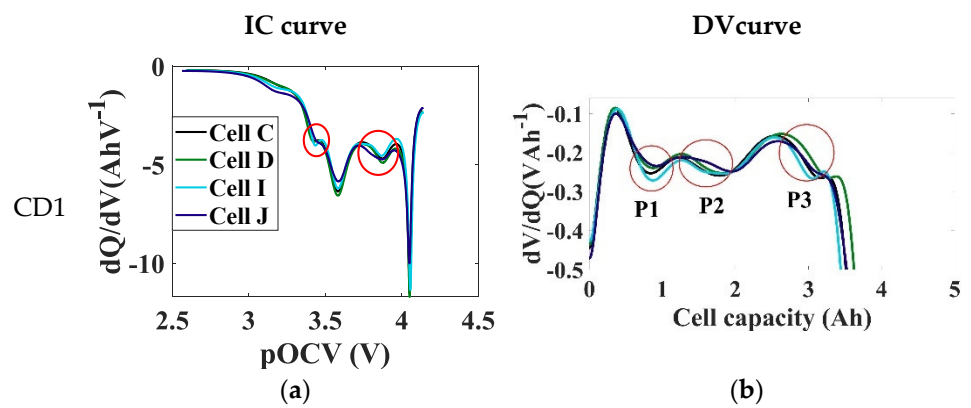 IC curve
DVcurve
CD1
dQ/dV(AhV⁻¹)
0
-5
-10
Cell C
Cell D
Cell I
Cell J
2.5 3 3.5 4 4.5
pOCV (V)
(a)
dV/dQ(VAh⁻¹)
-0.1
-0.2
-0.3
-0.4
-0.5
P1 P2 P3
0 1 2 3 4 5
Cell capacity (Ah)
(b)